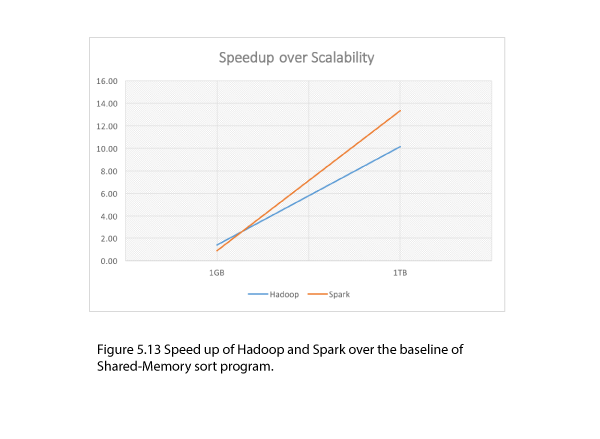 Speedup over Scalability
16.00
14.00
12.00
10.00
8.00
6.00
4.00
2.00
0.00
1GB 1TB
Hadoop Spark
Figure 5.13 Speed up of Hadoop and Spark over the baseline of
Shared-Memory sort program.